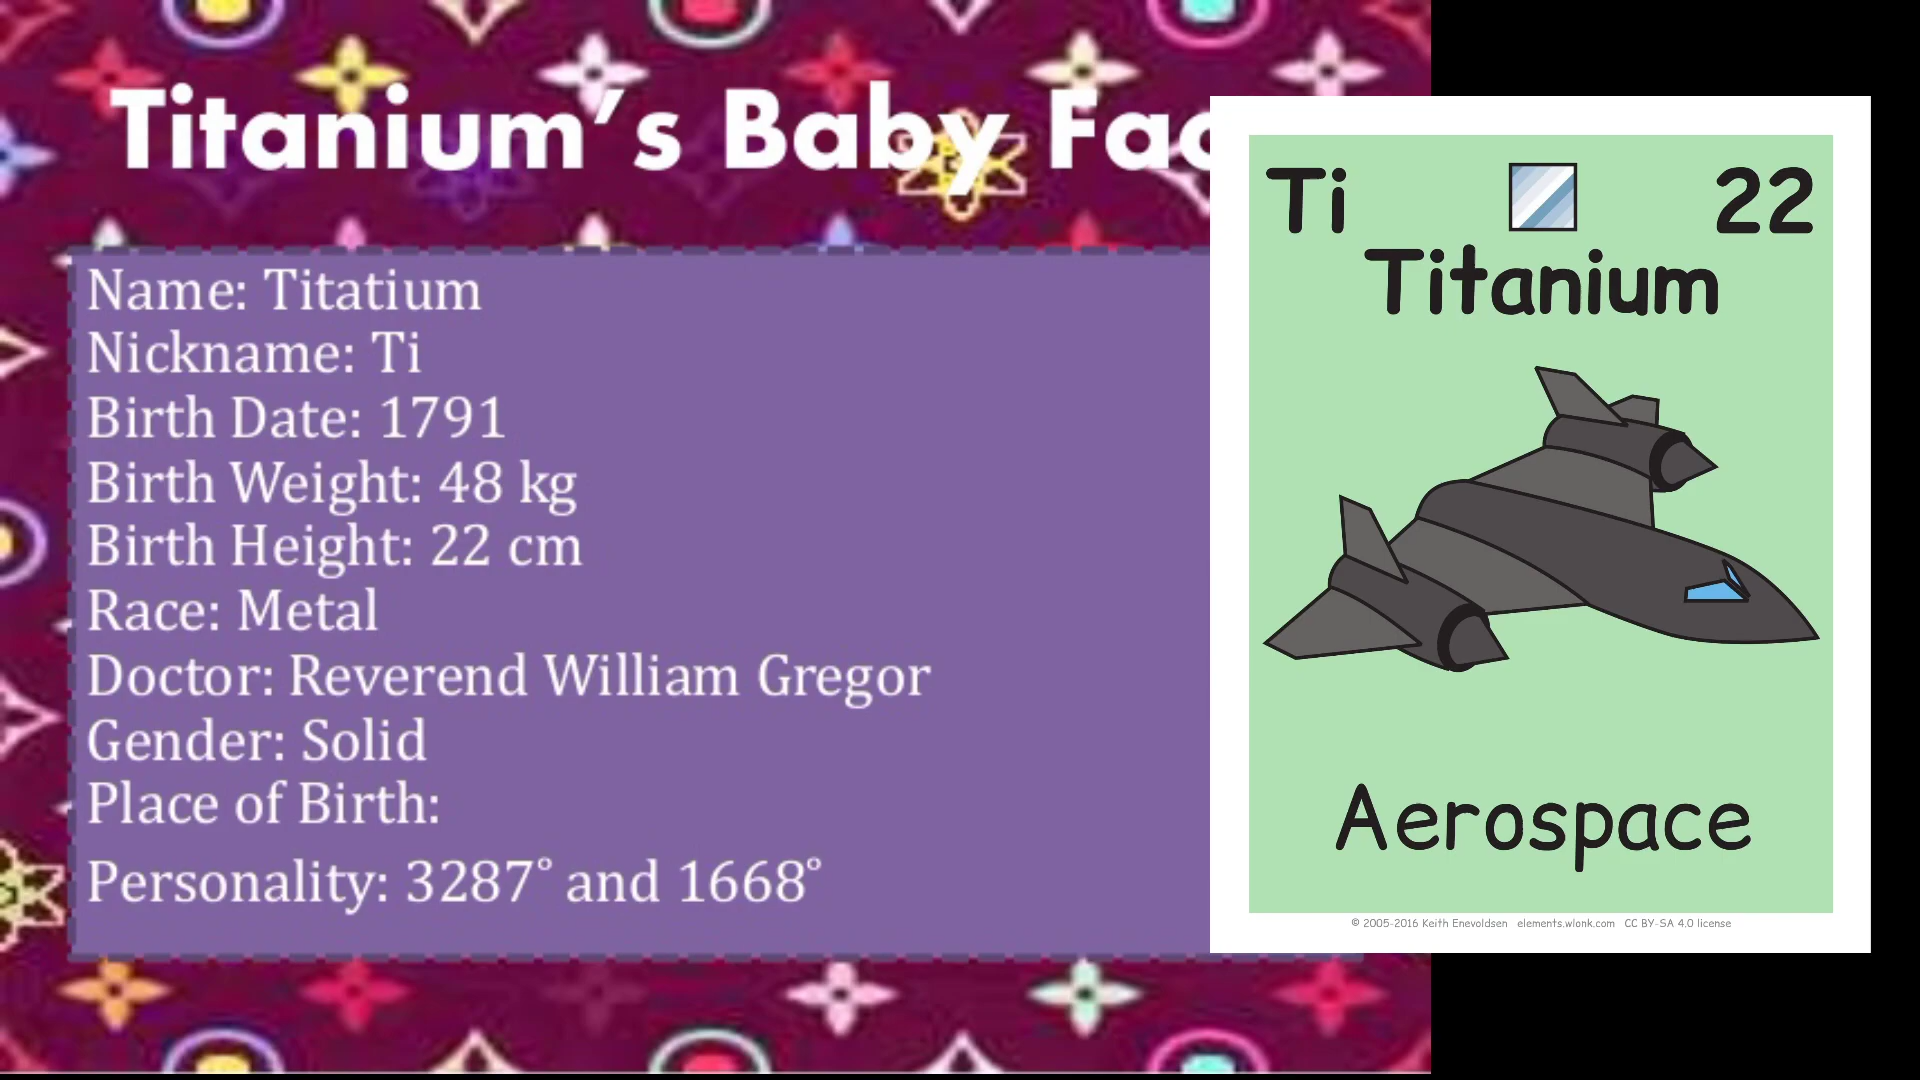 Titanium's Baby Fac
Name: Titatium
Nickname: Ti
Birth Date: 1791
Birth Weight: 48 kg
Birth Height: 22 cm
Race: Metal
Doctor: Reverend William Gregor
Gender: Solid
Place of Birth:
Personality: 3287° and 1668°
Ti 22
Titanium
Aerospace
© 2005-2016 Keith Enevoldsen elements.wlonk.com CC BY-SA 4.0 license